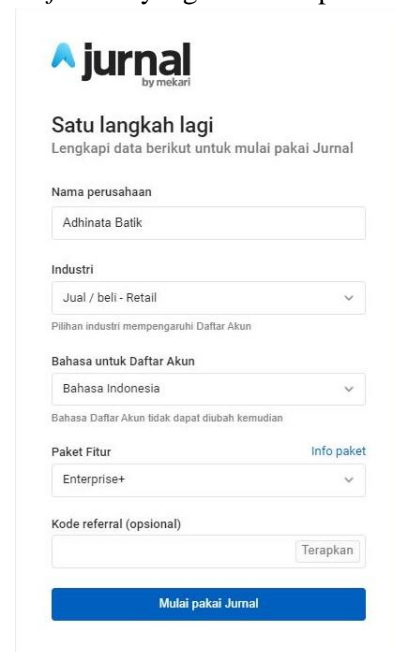 jurnal
by mekari
Satu langkah lagi
Lengkapi data berikut untuk mulai pakai Jurnal
Nama perusahaan
Adhinata Batik
Industri
Jual / beli - Retail
Pilihan industri mempengaruhi Daftar Akun
Bahasa untuk Daftar Akun
Bahasa Indonesia
Bahasa Daftar Akun tidak dapat diubah kemudian
Paket Fitur Info paket
Enterprise+
Kode referral (opsional)
Terapkan
Mulai pakai Jurnal